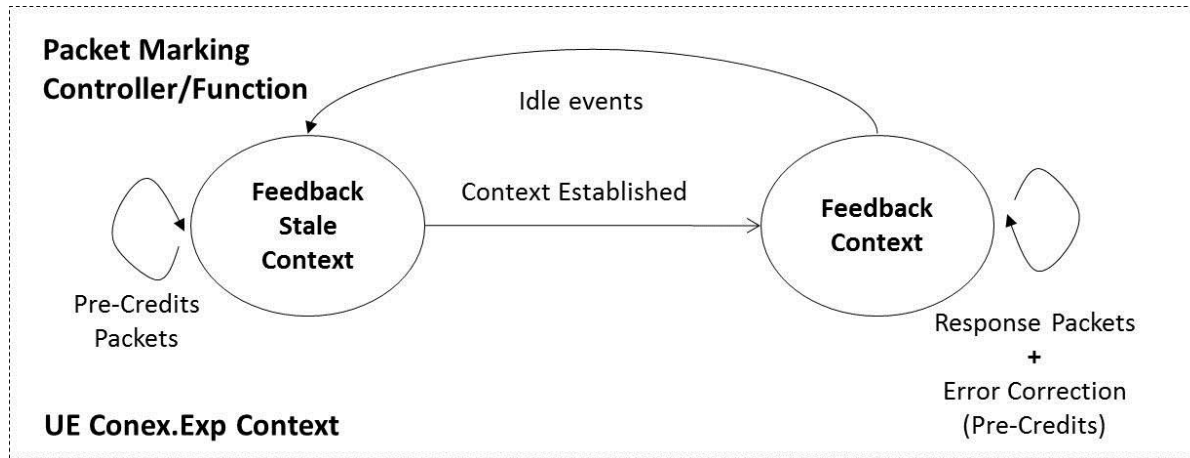 Packet Marking
Controller/Function
Idle events
Feedback
Stale
Context
Context Established
Feedback
Context
Pre-Credits
Packets
Response Packets
+
Error Correction
(Pre-Credits)
UE Conex.Exp Context